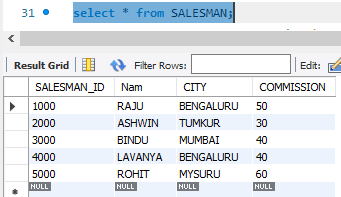 31 select * from SALESMAN;
Result Grid Filter Rows: Edit:
SALESMAN_ID Nam CITY COMMISSION
1000 RAJU BENGALURU 50
2000 ASHWIN TUMKUR 30
3000 BINDU MUMBAI 40
4000 LAVANYA BENGALURU 40
5000 ROHIT MYSURU 60
NULL NULL NULL NULL